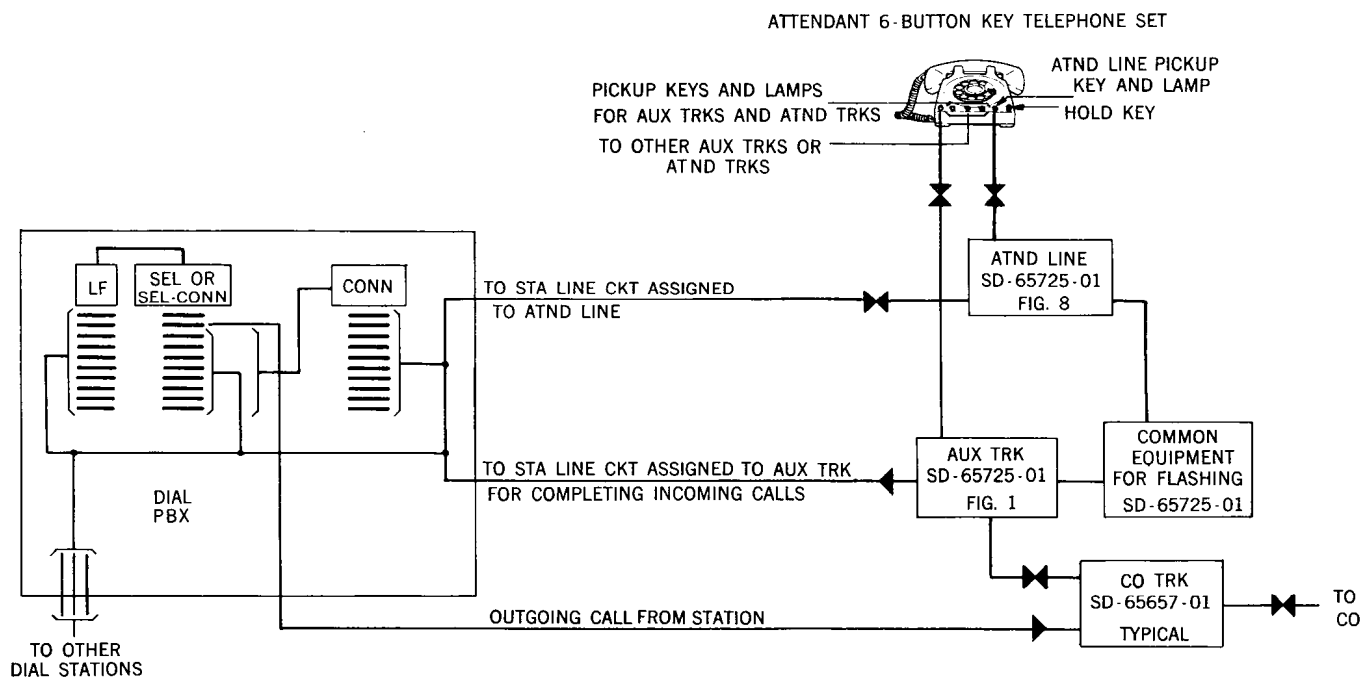 ATTENDANT 6-BUTTON KEY TELEPHONE SET
PICKUP KEYS AND LAMPS
FOR AUX TRKS AND ATND TRKS
ATND LINE PICKUP
KEY AND LAMP
HOLD KEY
TO OTHER AUX TRKS OR
ATND TRKS
LF
SEL OR
SEL-CONN
CONN
TO STA LINE CKT ASSIGNED
TO ATND LINE
ATND LINE
SD-65725-01
FIG. 8
DIAL
PBX
TO STA LINE CKT ASSIGNED TO AUX TRK
FOR COMPLETING INCOMING CALLS
AUX TRK
SD-65725-01
FIG. 1
COMMON
EQUIPMENT
FOR FLASHING
SD-65725-01
OUTGOING CALL FROM STATION
CO TRK
SD-65657-01
TYPICAL
TO
CO
TO OTHER
DIAL STATIONS